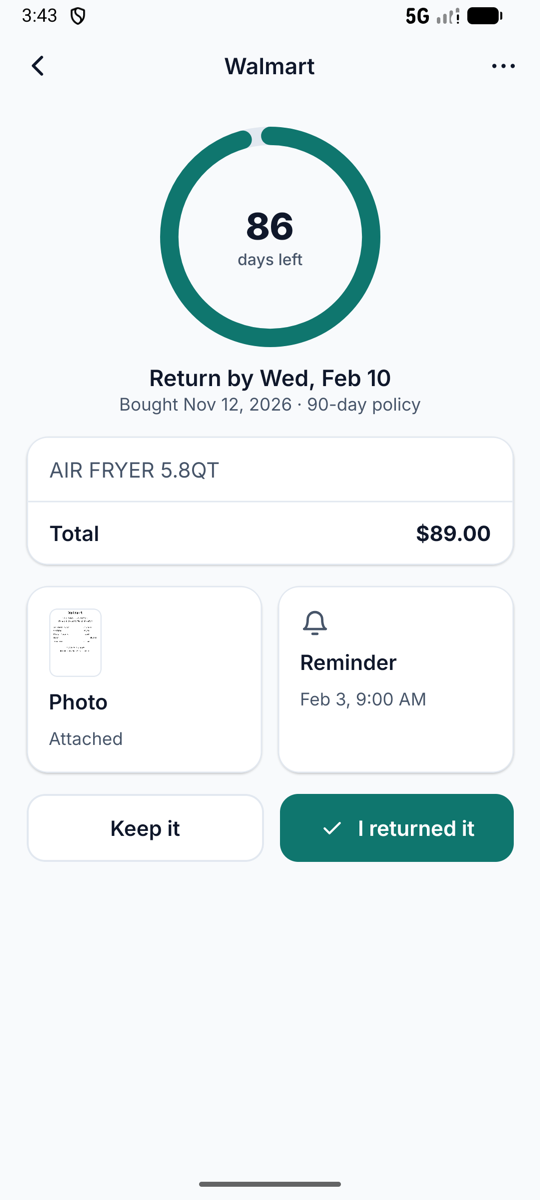 3:43
5G
Walmart
86
days left
Return by Wed, Feb 10
Bought Nov 12, 2026 · 90-day policy
AIR FRYER 5.8QT
Total $89.00
Walmart
Photo
Attached
Reminder
Feb 3, 9:00 AM
Keep it
I returned it